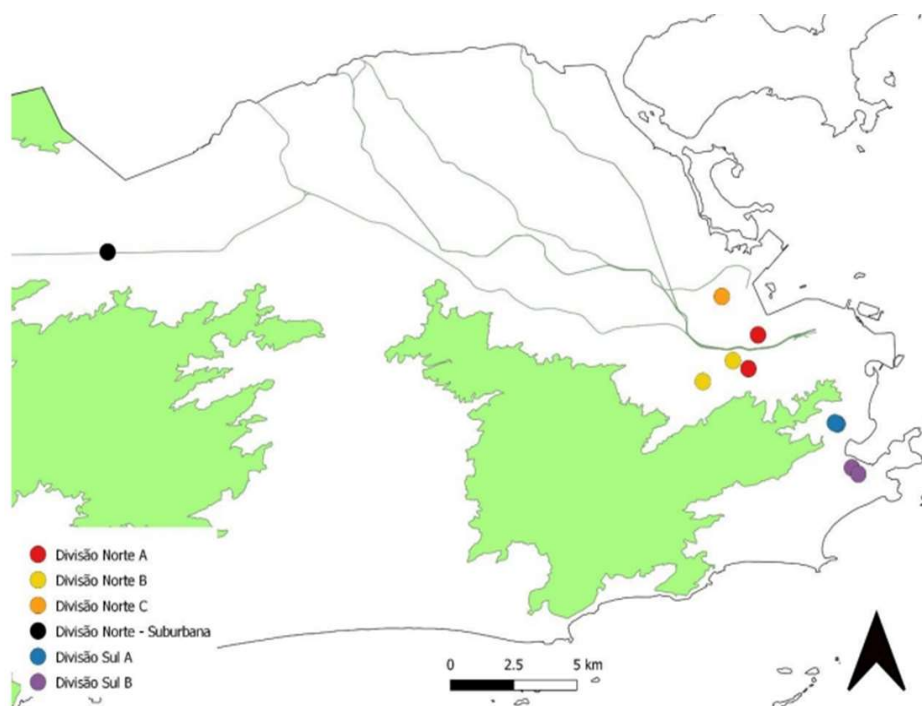 Divisão Norte A
Divisão Norte B
Divisão Norte C
Divisão Norte - Suburbana
Divisão Sul A
Divisão Sul B
0 2.5 5 km